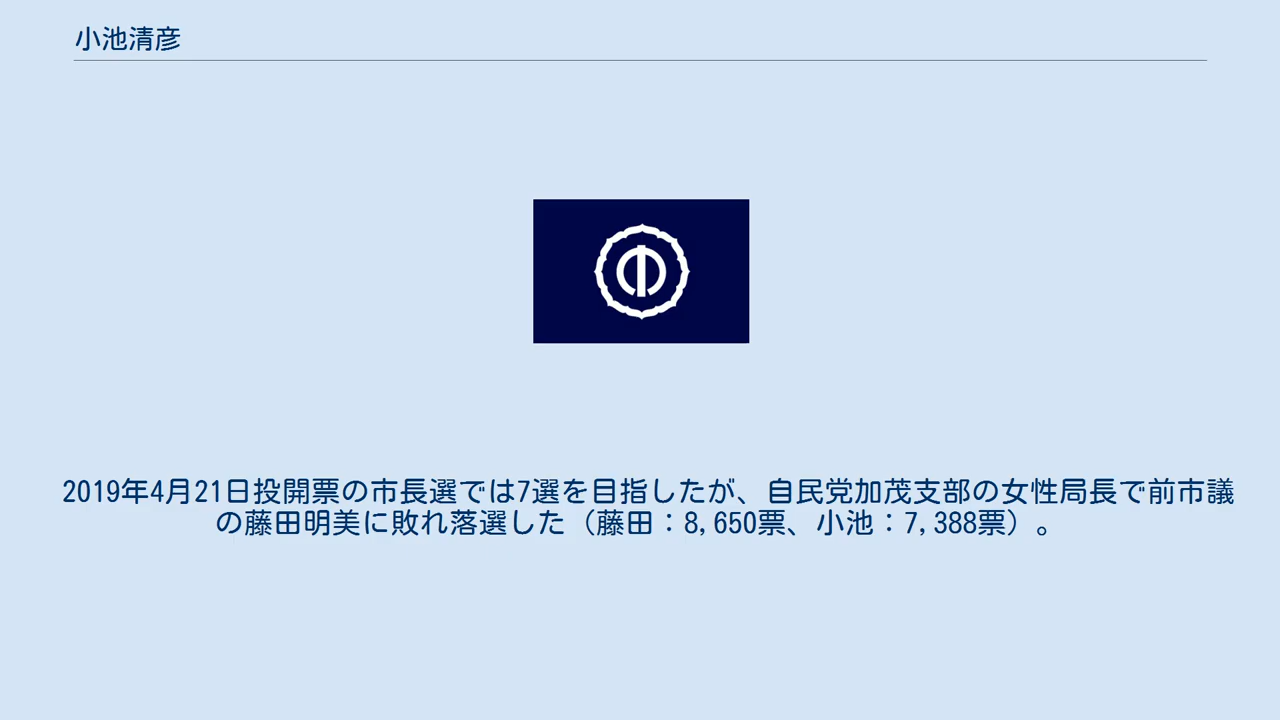 小池清彦
2019年4月21日投開票の市長選では7選を目指したが、自民党加茂支部の女性局長で前市議
の藤田明美に敗れ落選した（藤田：8,650票、小池：7,388票）。